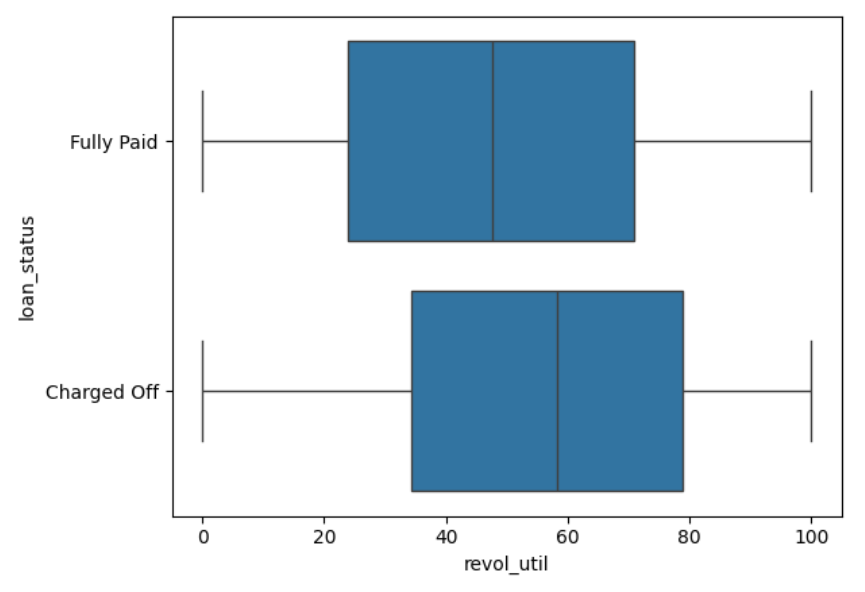 Fully Paid
loan_status
Charged Off
0 20 40 60 80 100
revol_util